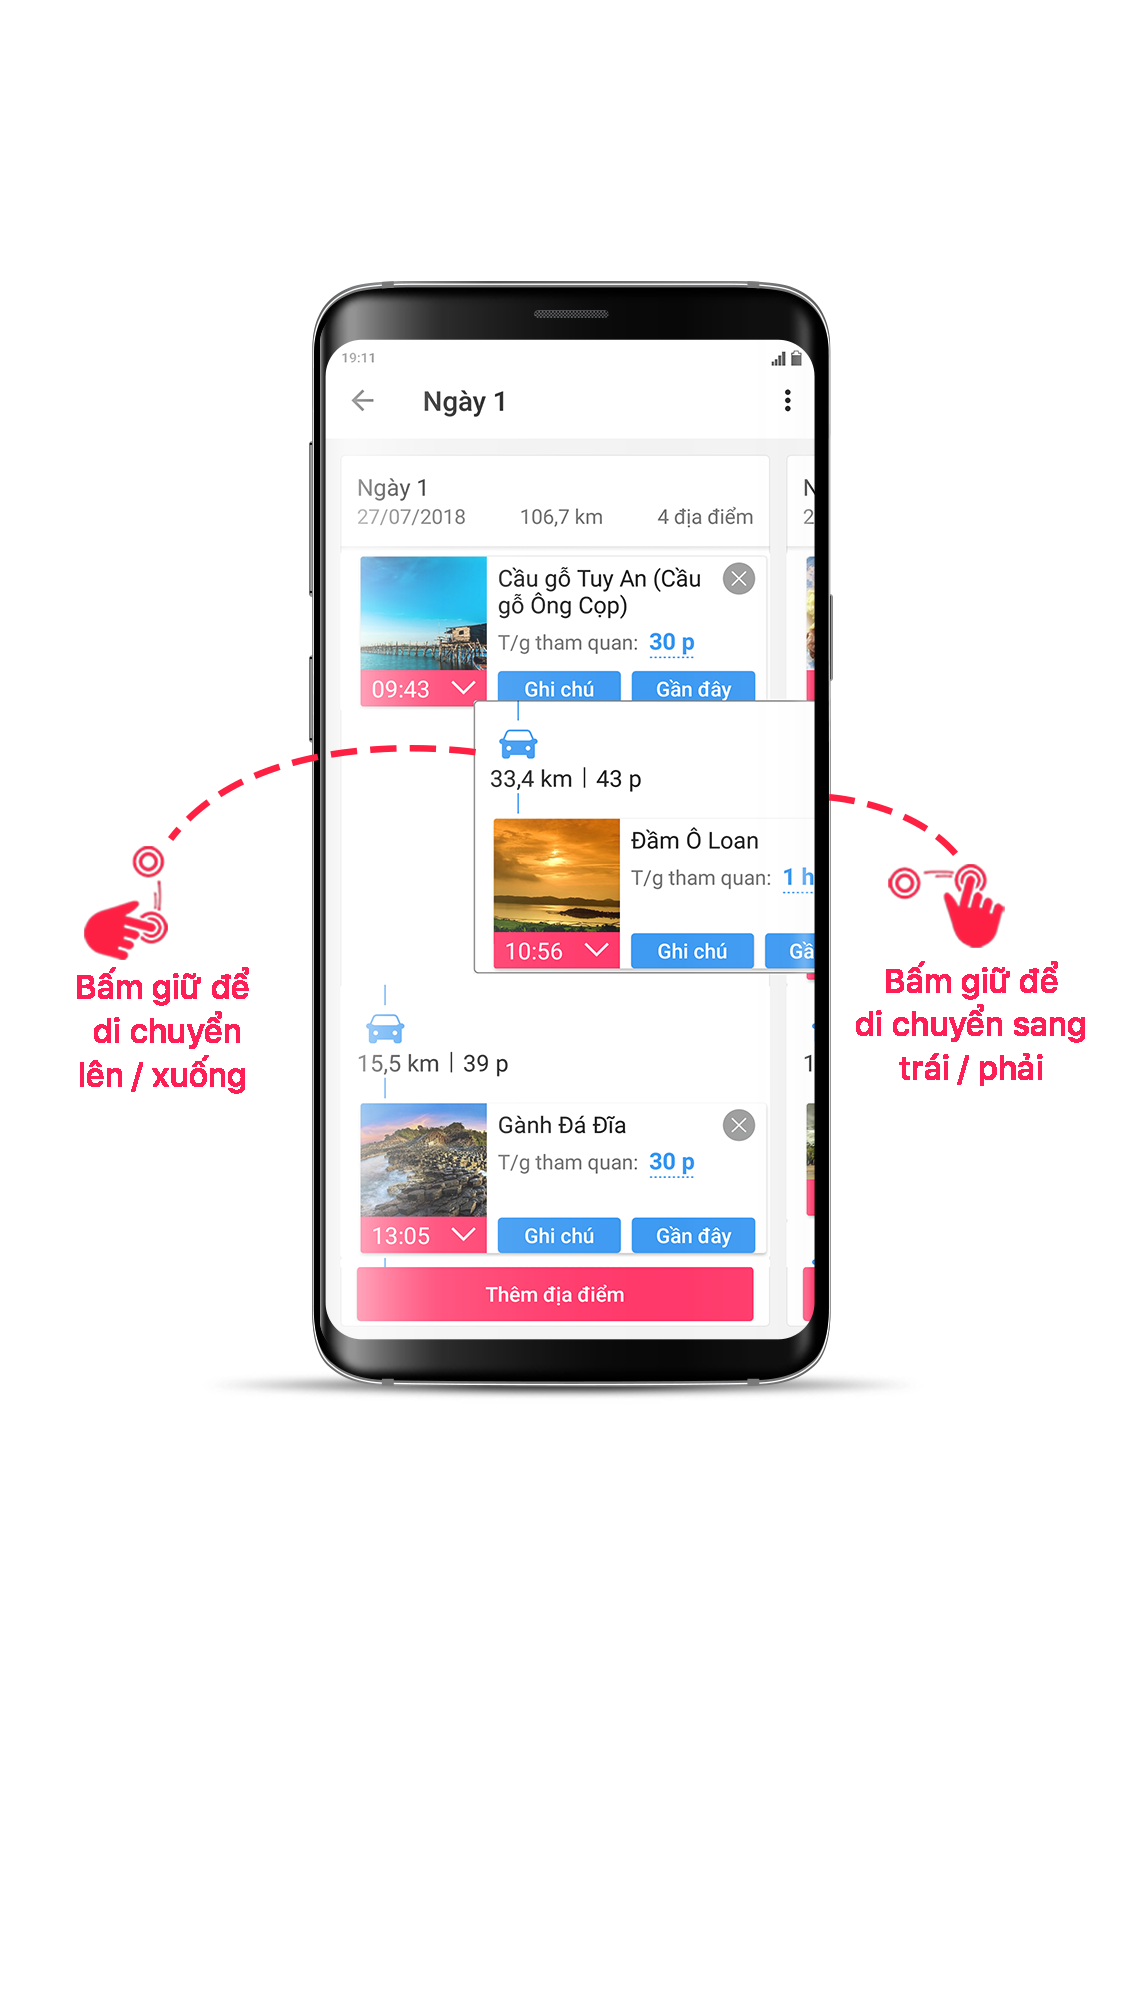 19:11
Ngày 1
Ngày 1
27/07/2018 106,7 km 4 địa điểm
Cầu gỗ Tuy An (Cầu
gỗ Ông Cọp)
T/g tham quan: 30 p
09:43 Ghi chú Gần đây
33,4 km | 43 p
Đầm Ô Loan
T/g tham quan: 1 h
10:56 Ghi chú
Bấm giữ để
di chuyển
lên / xuống
Bấm giữ để
di chuyển sang
trái / phải
15,5 km | 39 p
Gành Đá Đĩa
T/g tham quan: 30 p
13:05 Ghi chú Gần đây
Thêm địa điểm